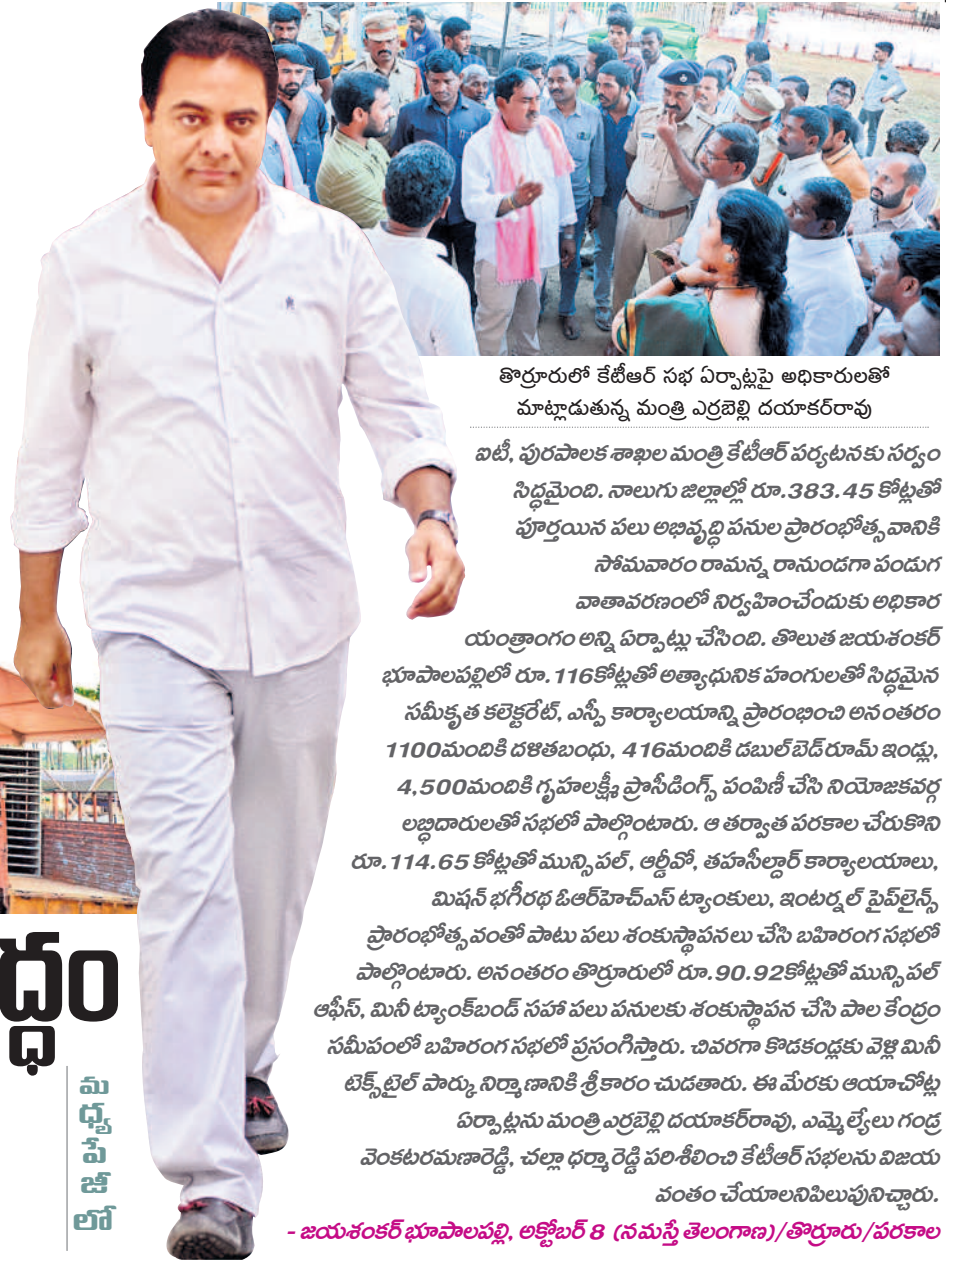 తొర్రూరులో కేటీఆర్ సభ ఏర్పాట్లపై అధికారులతో
మాట్లాడుతున్న మంత్రి ఎర్రబెల్లి దయాకర్‌రావు
ఐటీ, పురపాలక శాఖల మంత్రి కేటీఆర్ పర్యటనకు సర్వం
సిద్ధమైంది. నాలుగు జిల్లాల్లో రూ.383.45 కోట్లతో
పూర్తయిన పలు అభివృద్ధి పనుల ప్రారంభోత్సవానికి
సోమవారం రామన్న రానుండగా పండుగ
వాతావరణంలో నిర్వహించేందుకు అధికార
యంత్రాంగం అన్ని ఏర్పాట్లు చేసింది. తొలుత జయశంకర్
భూపాలపల్లిలో రూ.116కోట్లతో అత్యాధునిక హంగులతో సిద్ధమైన
సమీకృత కలెక్టరేట్, ఎస్పీ కార్యాలయాన్ని ప్రారంభించి అనంతరం
1100మందికి దళితబంధు, 416మందికి డబుల్ బెడ్ రూమ్ ఇండ్లు,
4,500మందికి గృహలక్ష్మీ ప్రొసీడింగ్స్ పంపిణీ చేసి నియోజకవర్గ
లబ్ధిదారులతో సభలో పాల్గొంటారు. ఆ తర్వాత పరకాల చేరుకొని
రూ.114.65 కోట్లతో మున్సిపల్, ఆర్డీవో, తహసీల్దార్ కార్యాలయాలు,
మిషన్ భగీరథ ఓఆర్‌హెచ్ఎస్ ట్యాంకులు, ఇంటర్నల్ పైప్‌లైన్స్
ప్రారంభోత్సవంతో పాటు పలు శంకుస్థాపనలు చేసి బహిరంగ సభలో
పాల్గొంటారు. అనంతరం తొర్రూరులో రూ.90.92కోట్లతో మున్సిపల్
ఆఫీస్, మినీ ట్యాంక్‌బండ్ సహా పలు పనులకు శంకుస్థాపన చేసి పాల కేంద్రం
సమీపంలో బహిరంగ సభలో ప్రసంగిస్తారు. చివరగా కొడకండ్లకు వెళ్లి మినీ
టెక్స్‌టైల్ పార్కు నిర్మాణానికి శ్రీకారం చుడతారు. ఈ మేరకు ఆయాచోట్ల
ఏర్పాట్లను మంత్రి ఎర్రబెల్లి దయాకర్‌రావు, ఎమ్మెల్యేలు గండ్ర
వెంకటరమణారెడ్డి, చల్లా ధర్మారెడ్డి పరిశీలించి కేటీఆర్ సభలను విజయ
వంతం చేయాలనిపిలుపునిచ్చారు.
- జయశంకర్ భూపాలపల్లి, అక్టోబర్ 8 (నమస్తే తెలంగాణ)/తొర్రూరు/పరకాల
ద్ధం
మ
ధ్య
పే
జీ
లో